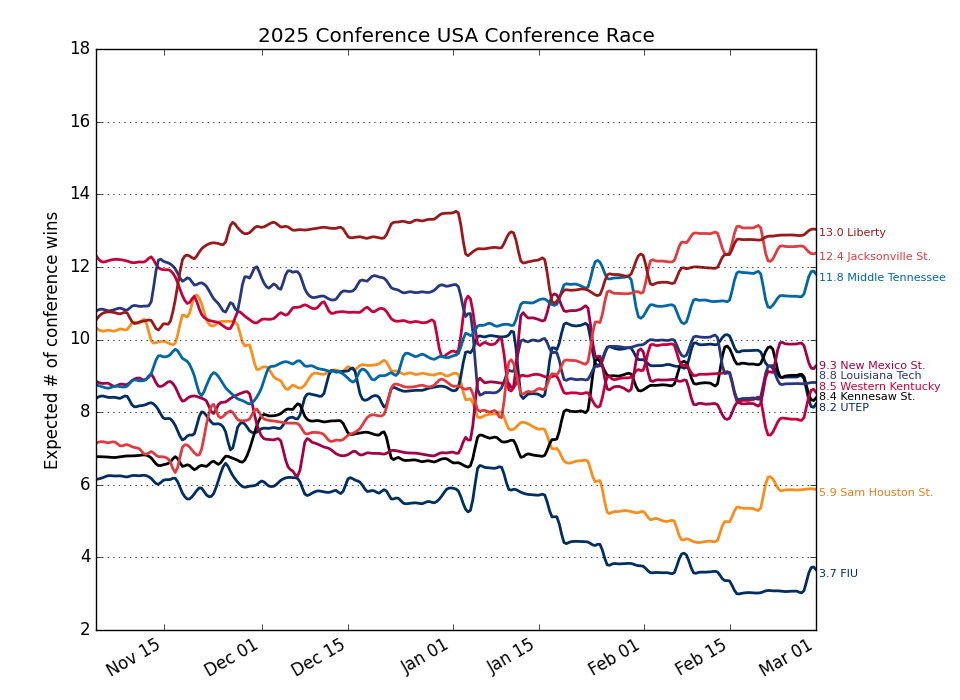 2025 Conference USA Conference Race
Expected # of conference wins
18
16
14
12
10
8
6
4
2
13.0 Liberty
12.4 Jacksonville St.
11.8 Middle Tennessee
9.3 New Mexico St.
8.8 Louisiana Tech
8.5 Western Kentucky
8.4 Kennesaw St.
8.2 UTEP
5.9 Sam Houston St.
3.7 FIU
Nov 15
Dec 01
Dec 15
Jan 01
Jan 15
Feb 01
Feb 15
Mar 01